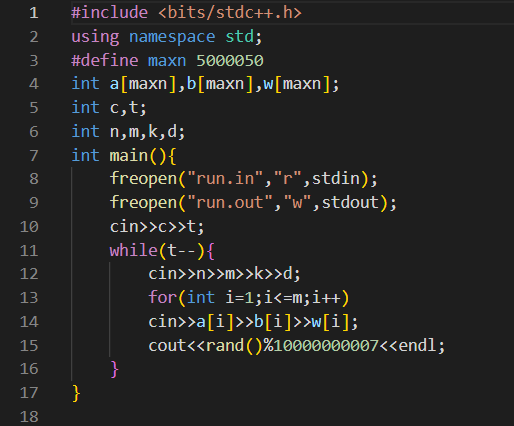 1 #include <bits/stdc++.h>
2 using namespace std;
3 #define maxn 5000050
4 int a[maxn],b[maxn],w[maxn];
5 int c,t;
6 int n,m,k,d;
7 int main(){
8 freopen("run.in","r",stdin);
9 freopen("run.out","w",stdout);
10 cin>>c>>t;
11 while(t--){
12 cin>>n>>m>>k>>d;
13 for(int i=1;i<=m;i++)
14 cin>>a[i]>>b[i]>>w[i];
15 cout<<rand()%10000000007<<endl;
16 }
17 }
18